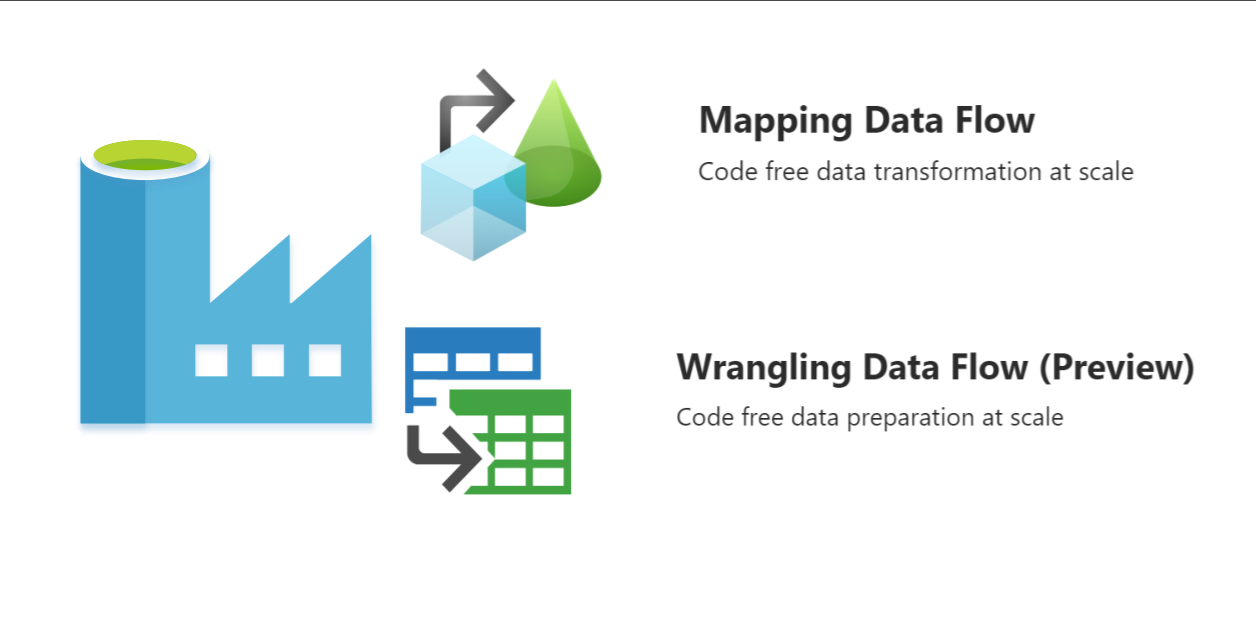 Mapping Data Flow
Code free data transformation at scale
Wrangling Data Flow (Preview)
Code free data preparation at scale